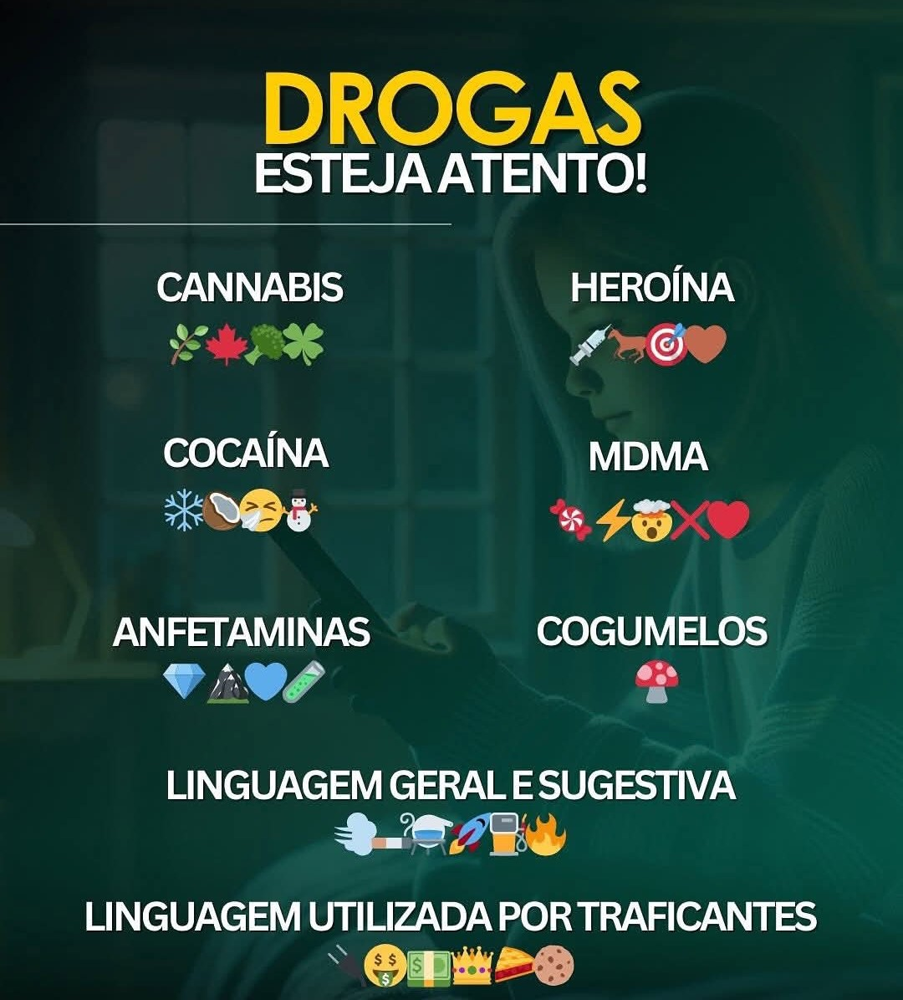 DROGAS
ESTEJA ATENTO!
CANNABIS
HEROÍNA
COCAÍNA
MDMA
ANFETAMINAS
COGUMELOS
LINGUAGEM GERAL E SUGESTIVA
LINGUAGEM UTILIZADA POR TRAFICANTES